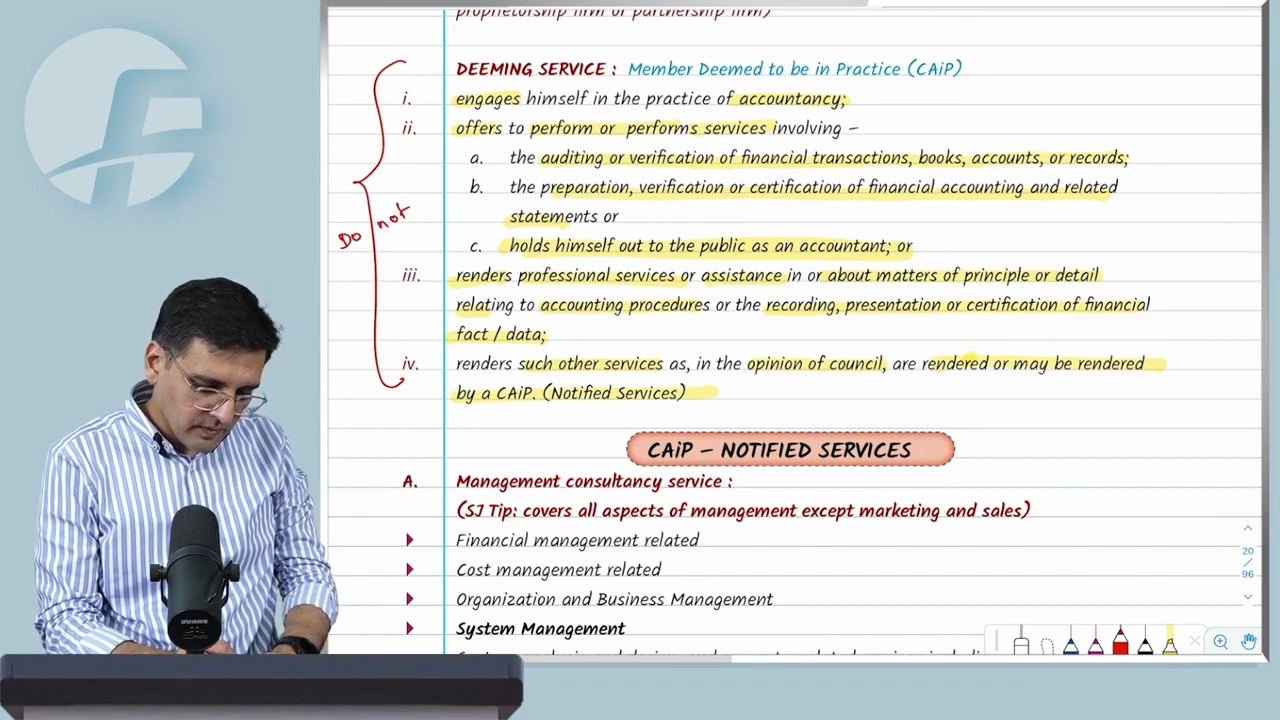 proprietorship firm or partnership firm)
DEEMING SERVICE : Member Deemed to be in Practice (CAiP)
i. engages himself in the practice of accountancy;
ii. offers to perform or performs services involving –
a. the auditing or verification of financial transactions, books, accounts, or records;
b. the preparation, verification or certification of financial accounting and related
statements or
c. holds himself out to the public as an accountant; or
iii. renders professional services or assistance in or about matters of principle or detail
relating to accounting procedures or the recording, presentation or certification of financial
fact / data;
iv. renders such other services as, in the opinion of council, are rendered or may be rendered
by a CAiP. (Notified Services)
Do not
CAiP – NOTIFIED SERVICES
A. Management consultancy service :
(SJ Tip: covers all aspects of management except marketing and sales)
Financial management related
Cost management related
Organization and Business Management
System Management
20
/
96